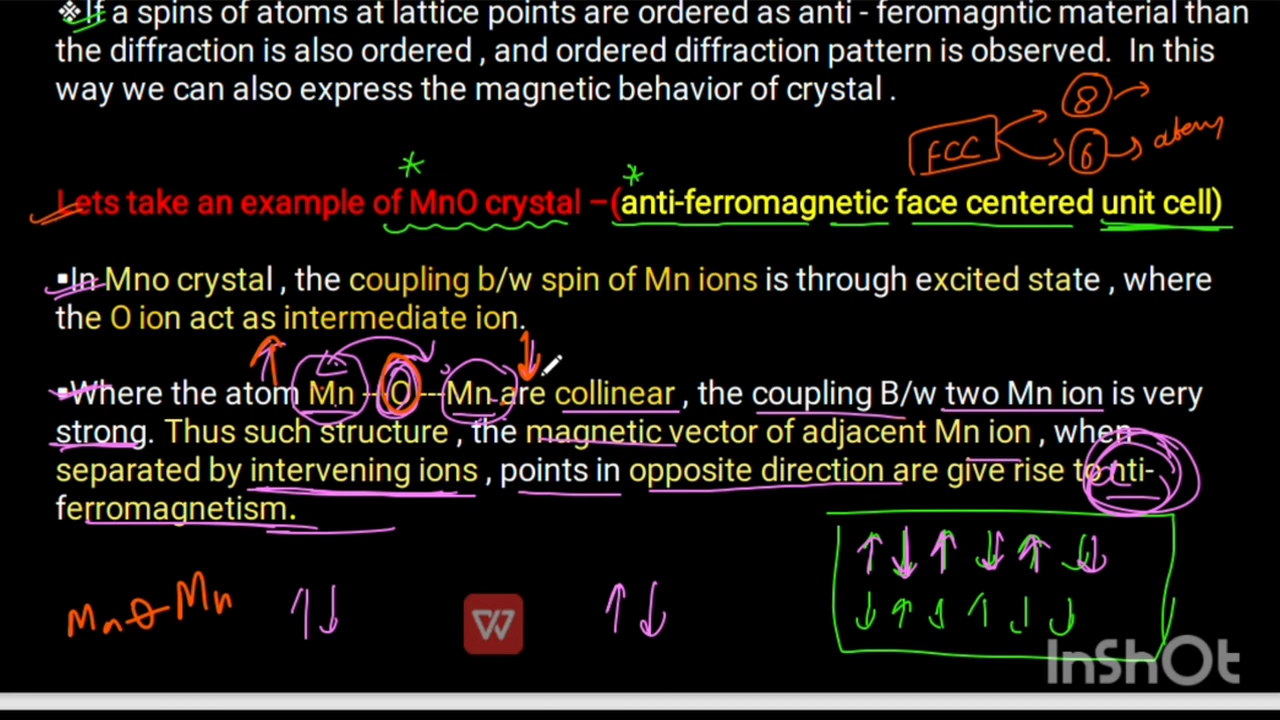 ❖If a spins of atoms at lattice points are ordered as anti - feromagntic material than
the diffraction is also ordered , and ordered diffraction pattern is observed. In this
way we can also express the magnetic behavior of crystal .
FCC 8
6 atom
Lets take an example of MnO crystal –(anti-ferromagnetic face centered unit cell)
▪In Mno crystal , the coupling b/w spin of Mn ions is through excited state , where
the O ion act as intermediate ion.
▪Where the atom Mn ---O---Mn are collinear , the coupling B/w two Mn ion is very
strong. Thus such structure , the magnetic vector of adjacent Mn ion , when
separated by intervening ions , points in opposite direction are give rise to nti-
ferromagnetism.
↑ ↓ ↑ ↓ ↑ ↓
↓ ↑ ↓ ↑ ↓ ↓
Mn O Mn ↑↓ W ↑↓
InShOt